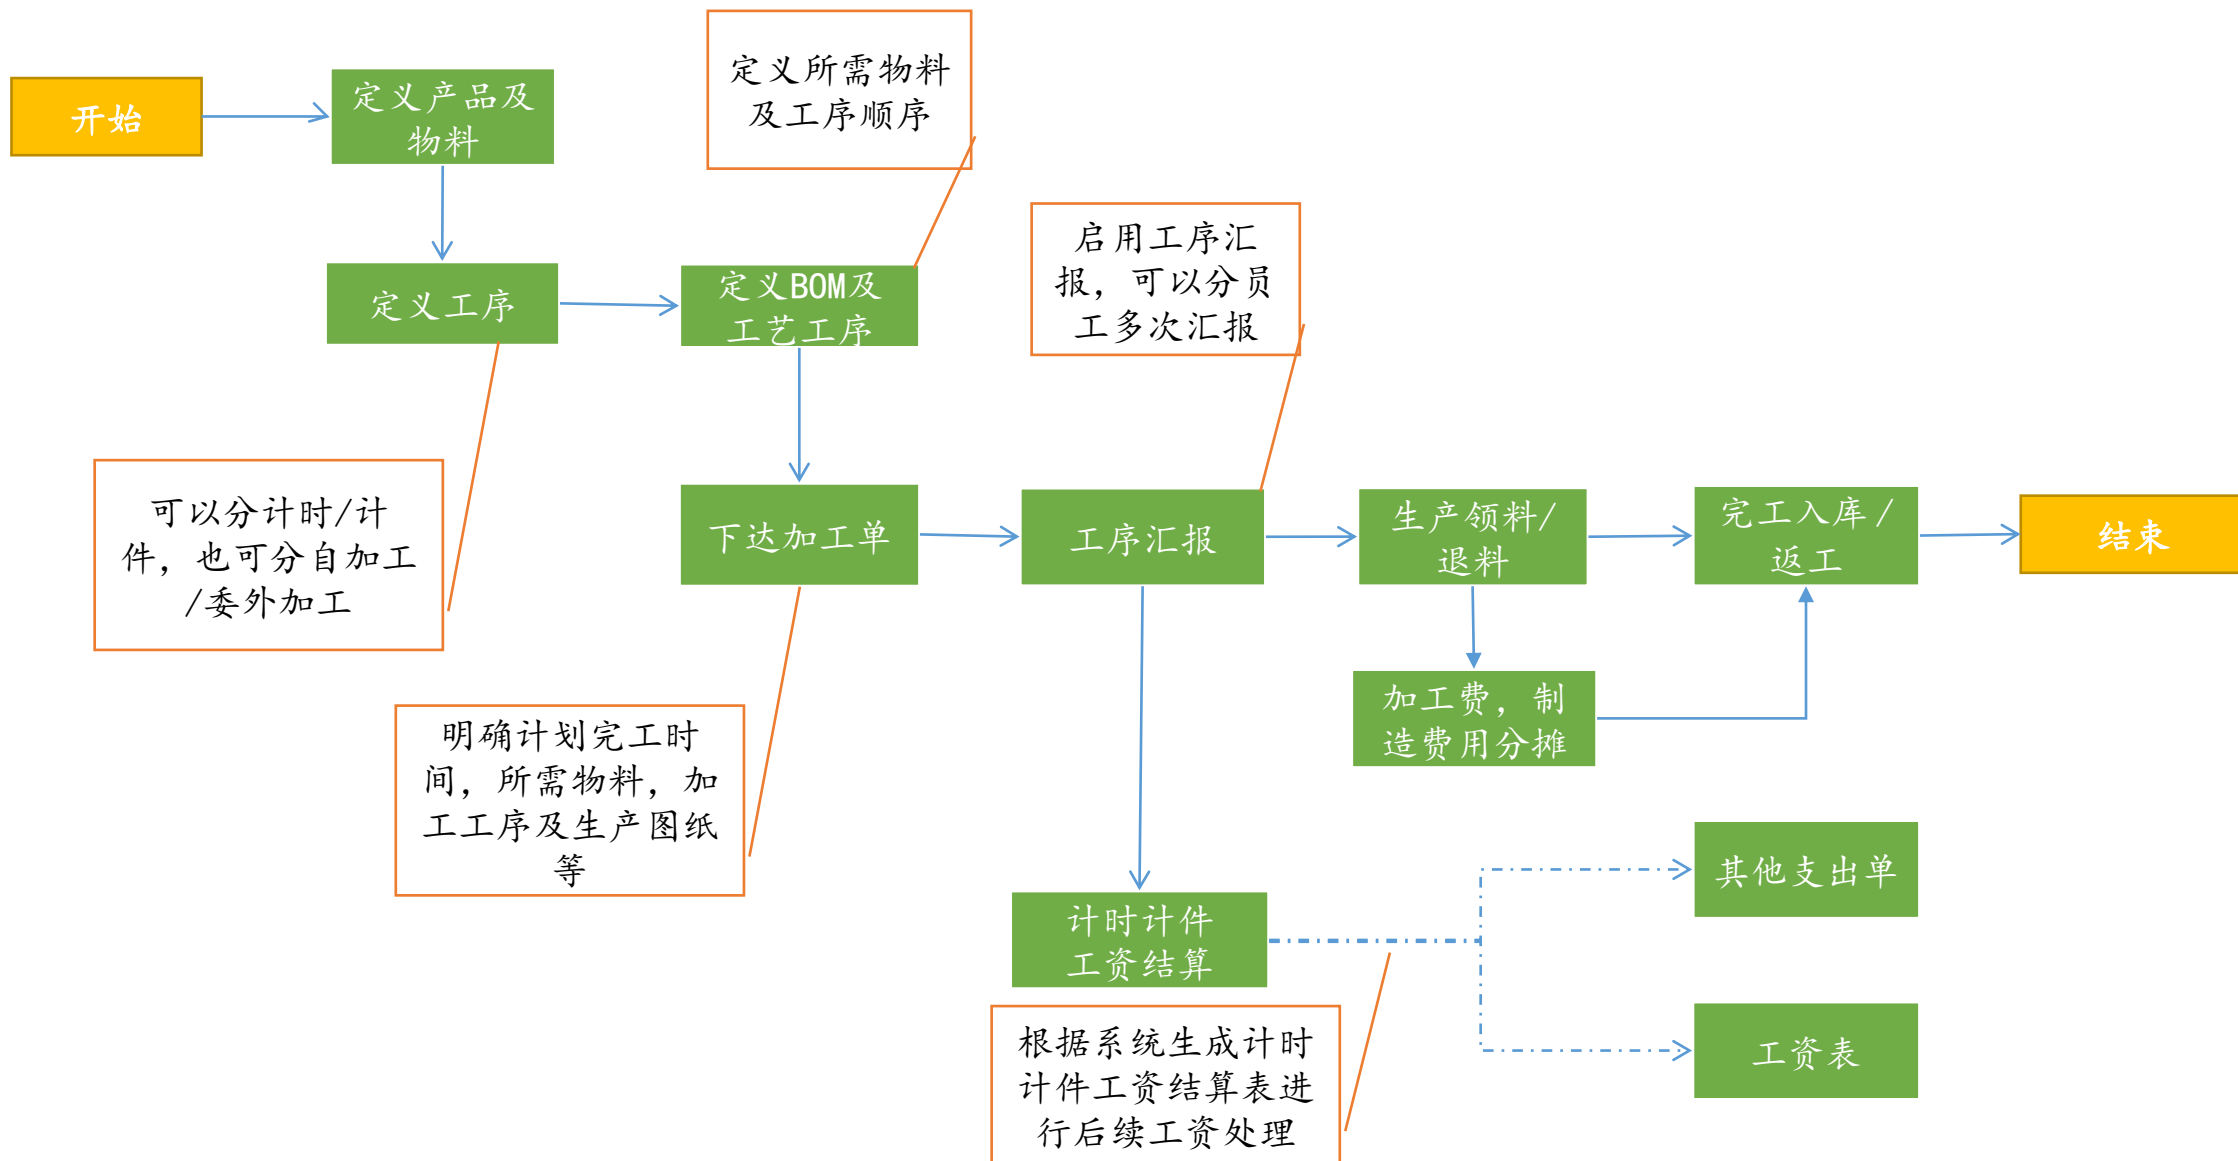 开始
定义产品及
物料
定义所需物料
及工序顺序
定义工序
定义BOM及
工艺工序
启用工序汇
报，可以分员
工多次汇报
可以分计时/计
件，也可分自加工
/委外加工
下达加工单
工序汇报
生产领料/
退料
完工入库/
返工
结束
明确计划完工时
间，所需物料，加
工工序及生产图纸
等
加工费，制
造费用分摊
计时计件
工资结算
其他支出单
根据系统生成计时
计件工资结算表进
行后续工资处理
工资表